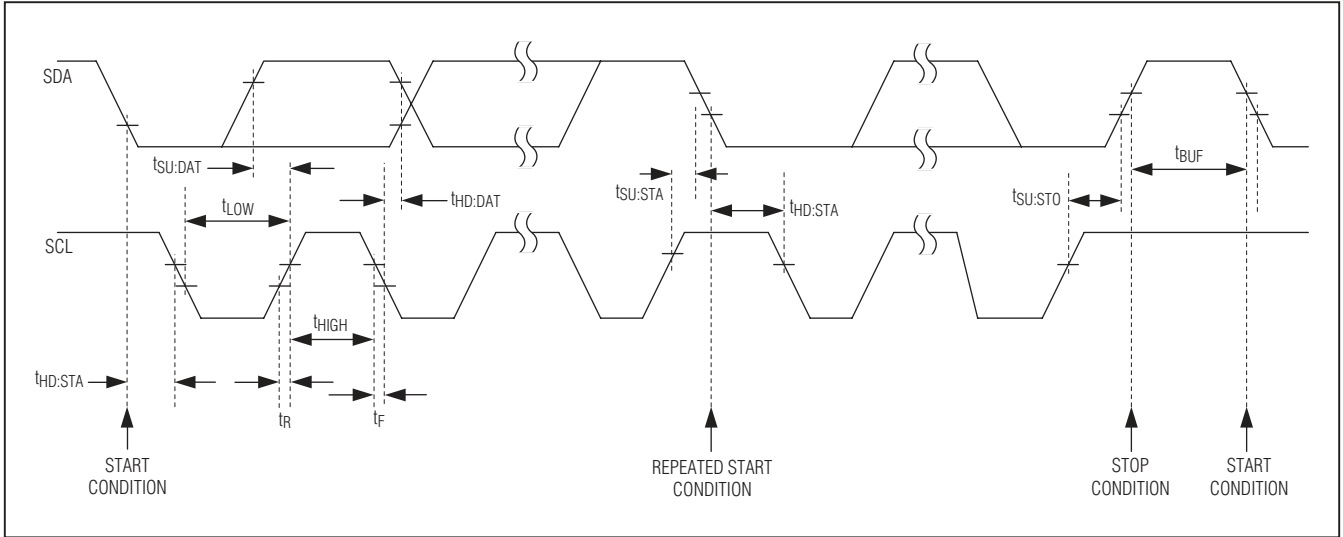 SDA
tSU:DAT
tLOW
tHD:DAT
tSU:STA
tHD:STA
tSU:STO
tBUF
SCL
tHIGH
tHD:STA
tR
tF
START
CONDITION
REPEATED START
CONDITION
STOP
CONDITION
START
CONDITION